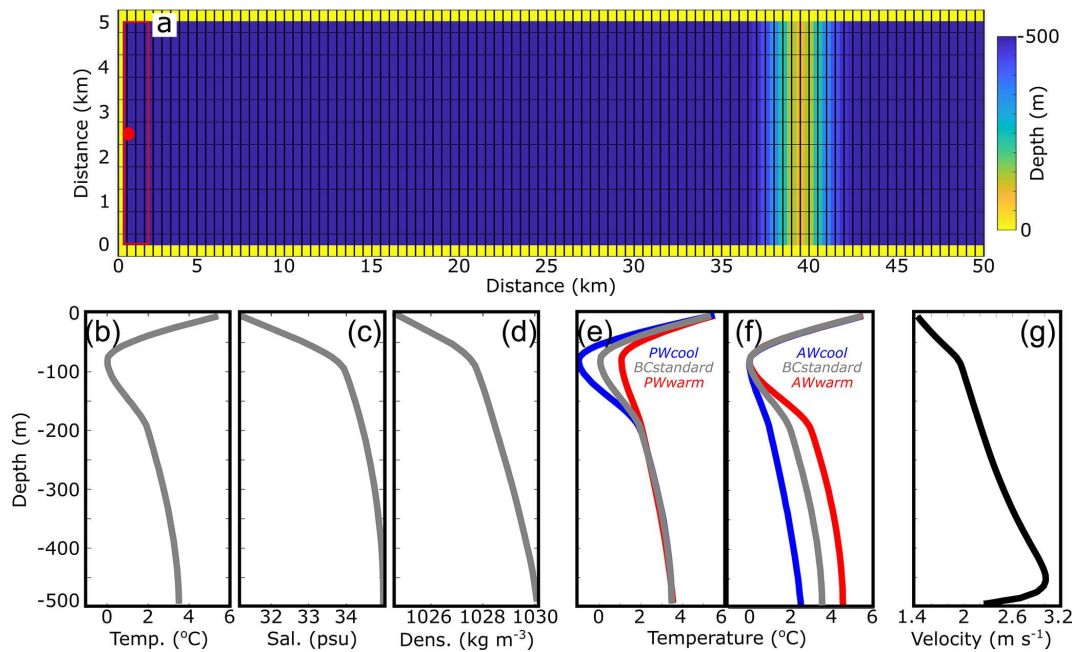 a
5
4
3
2
1
0
Distance (km)
0 5 10 15 20 25 30 35 40 45 50
Distance (km)
-500
0
Depth (m)
0
-100
-200
-300
-400
-500
Depth (m)
(b)
0 2 4 6
Temp. (°C)
(c)
32 33 34
Sal. (psu)
(d)
1026 1028 1030
Dens. (kg m⁻³)
(e)
PWcool
BCstandard
PWwarm
0 2 4 6
(f)
AWcool
BCstandard
AWwarm
0 2 4 6
Temperature (°C)
(g)
1.4 2 3.2
Velocity (m s⁻¹)